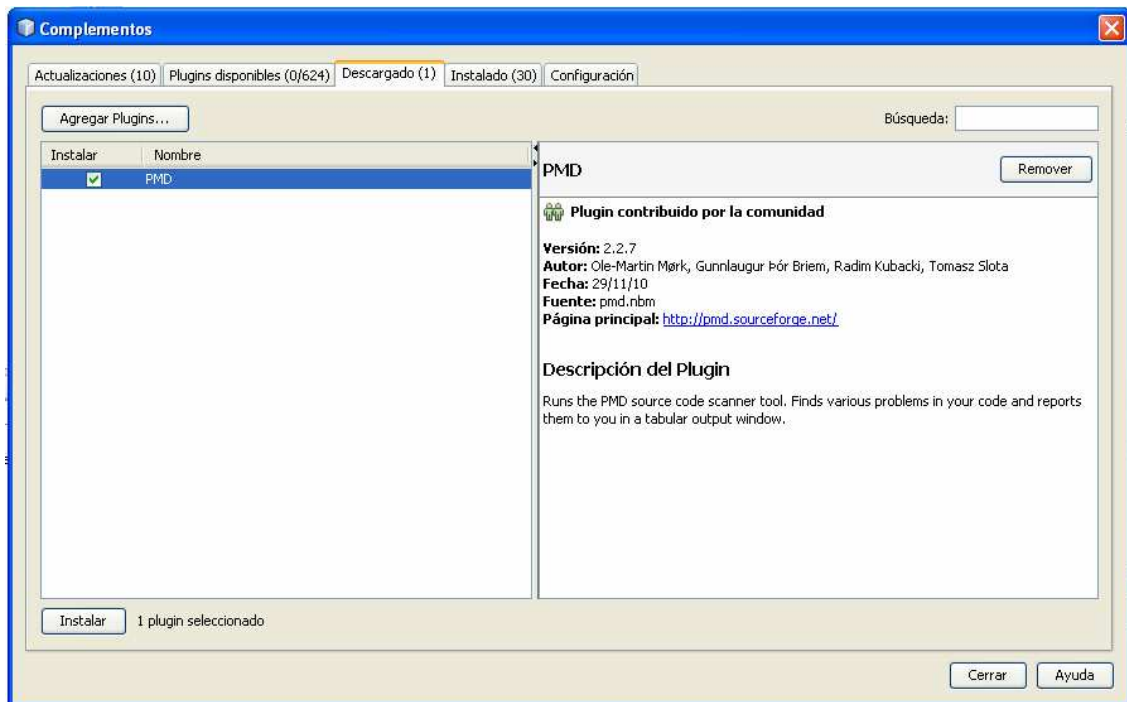 Complementos
Actualizaciones (10) Plugins disponibles (0/624) Descargado (1) Instalado (30) Configuración
Agregar Plugins...
Búsqueda:
Instalar Nombre
PMD
PMD
Remover
Plugin contribuido por la comunidad
Versión: 2.2.7
Autor: Ole-Martin Mørk, Gunnlaugur Þór Briem, Radim Kubacki, Tomasz Slota
Fecha: 29/11/10
Fuente: pmd.nbm
Página principal: http://pmd.sourceforge.net/
Descripción del Plugin
Runs the PMD source code scanner tool. Finds various problems in your code and reports
them to you in a tabular output window.
Instalar 1 plugin seleccionado
Cerrar Ayuda